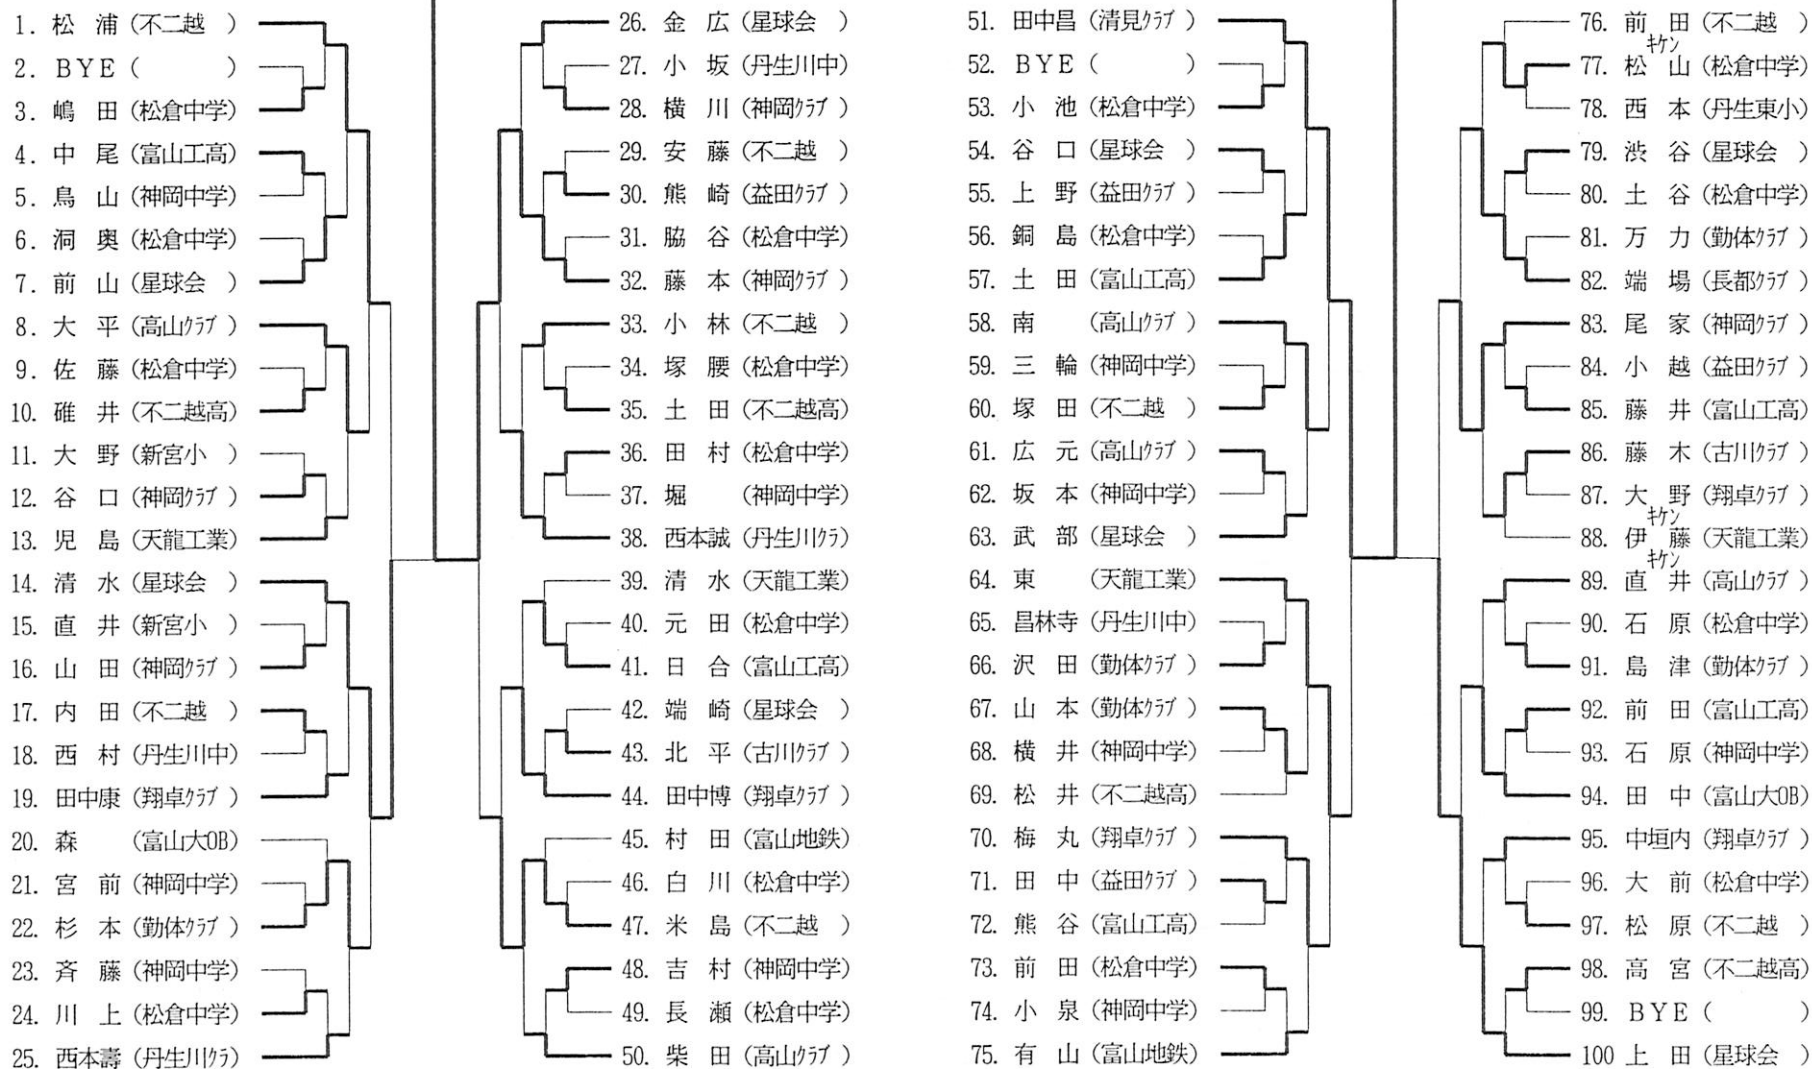 1. 松　浦 (不二越　)
2. ＢＹＥ (　　　)
3. 嶋　田 (松倉中学)
4. 中　尾 (富山工高)
5. 鳥　山 (神岡中学)
6. 洞　奥 (松倉中学)
7. 前　山 (星球会　)
8. 大　平 (高山ｸﾗﾌﾞ)
9. 佐　藤 (松倉中学)
10. 碓　井 (不二越高)
11. 大　野 (新宮小　)
12. 谷　口 (神岡ｸﾗﾌﾞ)
13. 児　島 (天龍工業)
14. 清　水 (星球会　)
15. 直　井 (新宮小　)
16. 山　田 (神岡ｸﾗﾌﾞ)
17. 内　田 (不二越　)
18. 西　村 (丹生川中)
19. 田中康 (翔卓ｸﾗﾌﾞ)
20. 森　　 (富山大OB)
21. 宮　前 (神岡中学)
22. 杉　本 (勤体ｸﾗﾌﾞ)
23. 斉　藤 (神岡中学)
24. 川　上 (松倉中学)
25. 西本壽 (丹生川ｸﾗ)
26. 金　広 (星球会　)
27. 小　坂 (丹生川中)
28. 横　川 (神岡ｸﾗﾌﾞ)
29. 安　藤 (不二越　)
30. 熊　崎 (益田ｸﾗﾌﾞ)
31. 脇　谷 (松倉中学)
32. 藤　本 (神岡ｸﾗﾌﾞ)
33. 小　林 (不二越　)
34. 塚　腰 (松倉中学)
35. 土　田 (不二越高)
36. 田　村 (松倉中学)
37. 堀　　 (神岡中学)
38. 西本誠 (丹生川ｸﾗ)
39. 清　水 (天龍工業)
40. 元　田 (松倉中学)
41. 日　合 (富山工高)
42. 端　崎 (星球会　)
43. 北　平 (古川ｸﾗﾌﾞ)
44. 田中博 (翔卓ｸﾗﾌﾞ)
45. 村　田 (富山地鉄)
46. 白　川 (松倉中学)
47. 米　島 (不二越　)
48. 吉　村 (神岡中学)
49. 長　瀬 (松倉中学)
50. 柴　田 (高山ｸﾗﾌﾞ)
51. 田中昌 (清見ｸﾗﾌﾞ)
52. ＢＹＥ (　　　)
53. 小　池 (松倉中学)
54. 谷　口 (星球会　)
55. 上　野 (益田ｸﾗﾌﾞ)
56. 銅　島 (松倉中学)
57. 土　田 (富山工高)
58. 南　　 (高山ｸﾗﾌﾞ)
59. 三　輪 (神岡中学)
60. 塚　田 (不二越　)
61. 広　元 (高山ｸﾗﾌﾞ)
62. 坂　本 (神岡中学)
63. 武　部 (星球会　)
64. 東　　 (天龍工業)
65. 昌林寺 (丹生川中)
66. 沢　田 (勤体ｸﾗﾌﾞ)
67. 山　本 (勤体ｸﾗﾌﾞ)
68. 横　井 (神岡中学)
69. 松　井 (不二越高)
70. 梅　丸 (翔卓ｸﾗﾌﾞ)
71. 田　中 (益田ｸﾗﾌﾞ)
72. 熊　谷 (富山工高)
73. 前　田 (松倉中学)
74. 小　泉 (神岡中学)
75. 有　山 (富山地鉄)
76. 前　田 (不二越　)
ｷｹﾝ
77. 松　山 (松倉中学)
78. 西　本 (丹生東小)
79. 渋　谷 (星球会　)
80. 土　谷 (松倉中学)
81. 万　力 (勤体ｸﾗﾌﾞ)
82. 端　場 (長都ｸﾗﾌﾞ)
83. 尾　家 (神岡ｸﾗﾌﾞ)
84. 小　越 (益田ｸﾗﾌﾞ)
85. 藤　井 (富山工高)
86. 藤　木 (古川ｸﾗﾌﾞ)
87. 大　野 (翔卓ｸﾗﾌﾞ)
ｷｹﾝ
88. 伊　藤 (天龍工業)
ｷｹﾝ
89. 直　井 (高山ｸﾗﾌﾞ)
90. 石　原 (松倉中学)
91. 島　津 (勤体ｸﾗﾌﾞ)
92. 前　田 (富山工高)
93. 石　原 (神岡中学)
94. 田　中 (富山大OB)
95. 中垣内 (翔卓ｸﾗﾌﾞ)
96. 大　前 (松倉中学)
97. 松　原 (不二越　)
98. 高　宮 (不二越高)
99. ＢＹＥ (　　　)
100 上　田 (星球会　)